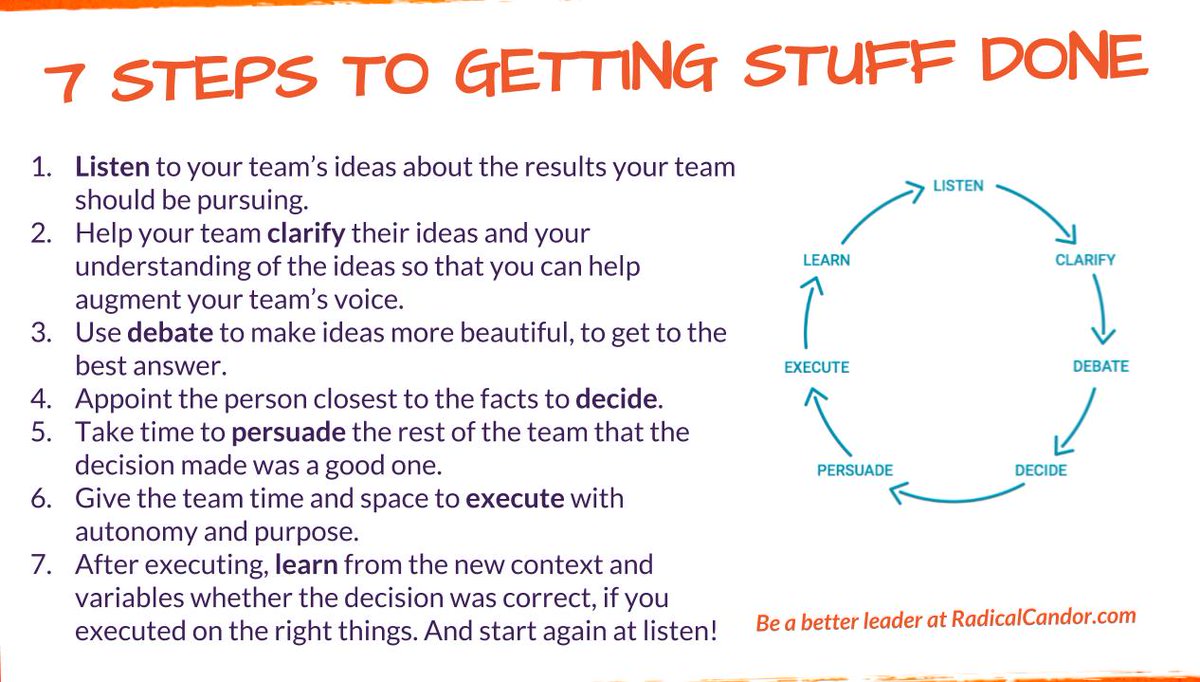 7 STEPS TO GETTING STUFF DONE
1. Listen to your team’s ideas about the results your team
should be pursuing.
2. Help your team clarify their ideas and your
understanding of the ideas so that you can help
augment your team’s voice.
3. Use debate to make ideas more beautiful, to get to the
best answer.
4. Appoint the person closest to the facts to decide.
5. Take time to persuade the rest of the team that the
decision made was a good one.
6. Give the team time and space to execute with
autonomy and purpose.
7. After executing, learn from the new context and
variables whether the decision was correct, if you
executed on the right things. And start again at listen!
LISTEN
CLARIFY
DEBATE
DECIDE
PERSUADE
EXECUTE
LEARN
Be a better leader at RadicalCandor.com